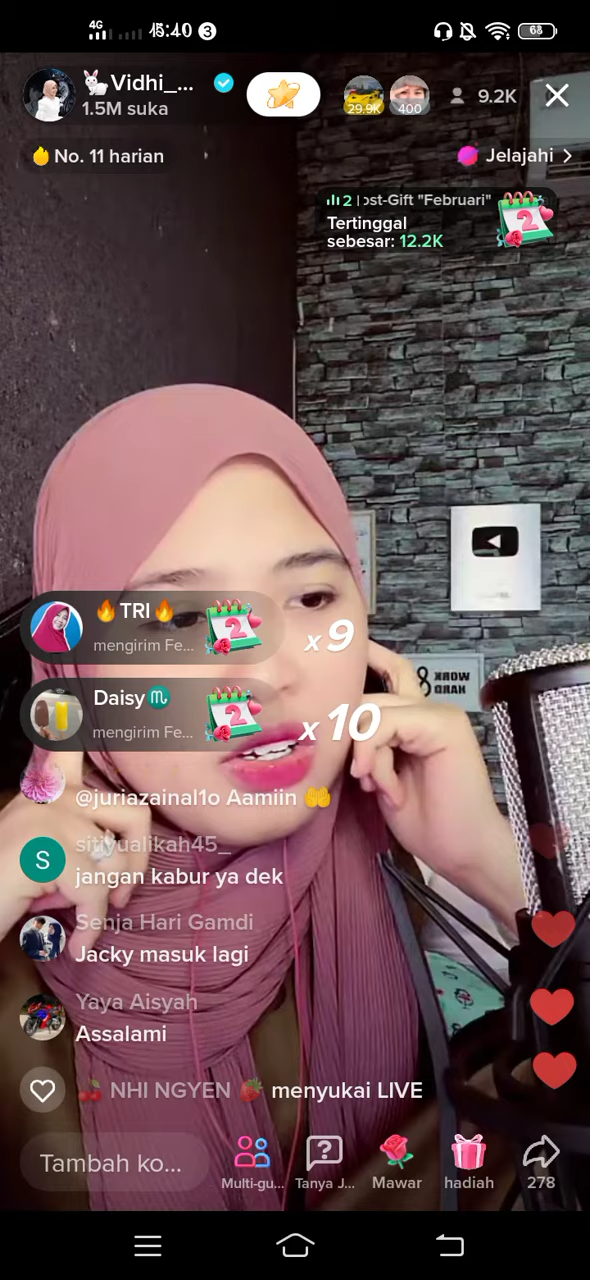 4G
15:40
3
68
Vidhi_...
1.5M suka
29.9K
400
9.2K
No. 11 harian
Jelajahi
2
ost-Gift "Februari"
Tertinggal
sebesar: 12.2K
2
🔥TRI🔥
mengirim Fe...
2
x9
Daisy♏
mengirim Fe...
2
x10
WORK
HARD
@juriazainal1o Aamiin 🤲
S
sitiyualikah45_
jangan kabur ya dek
Senja Hari Gamdi
Jacky masuk lagi
Yaya Aisyah
Assalami
🍒 NHI NGYEN 🍓 menyukai LIVE
Tambah ko...
Multi-gu...
Tanya J...
Mawar
hadiah
278